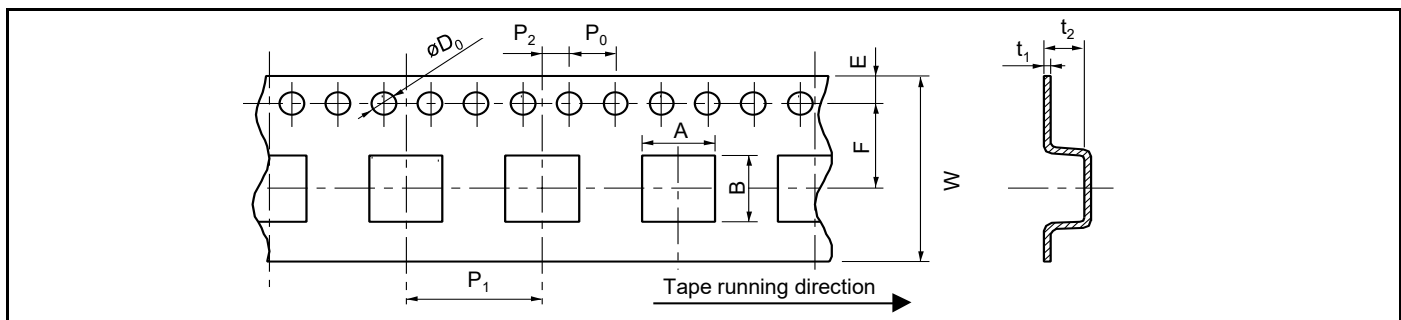 t₂
P₂ P₀
øD₀
t₁
E
A
F
B
W
P₁
Tape running direction